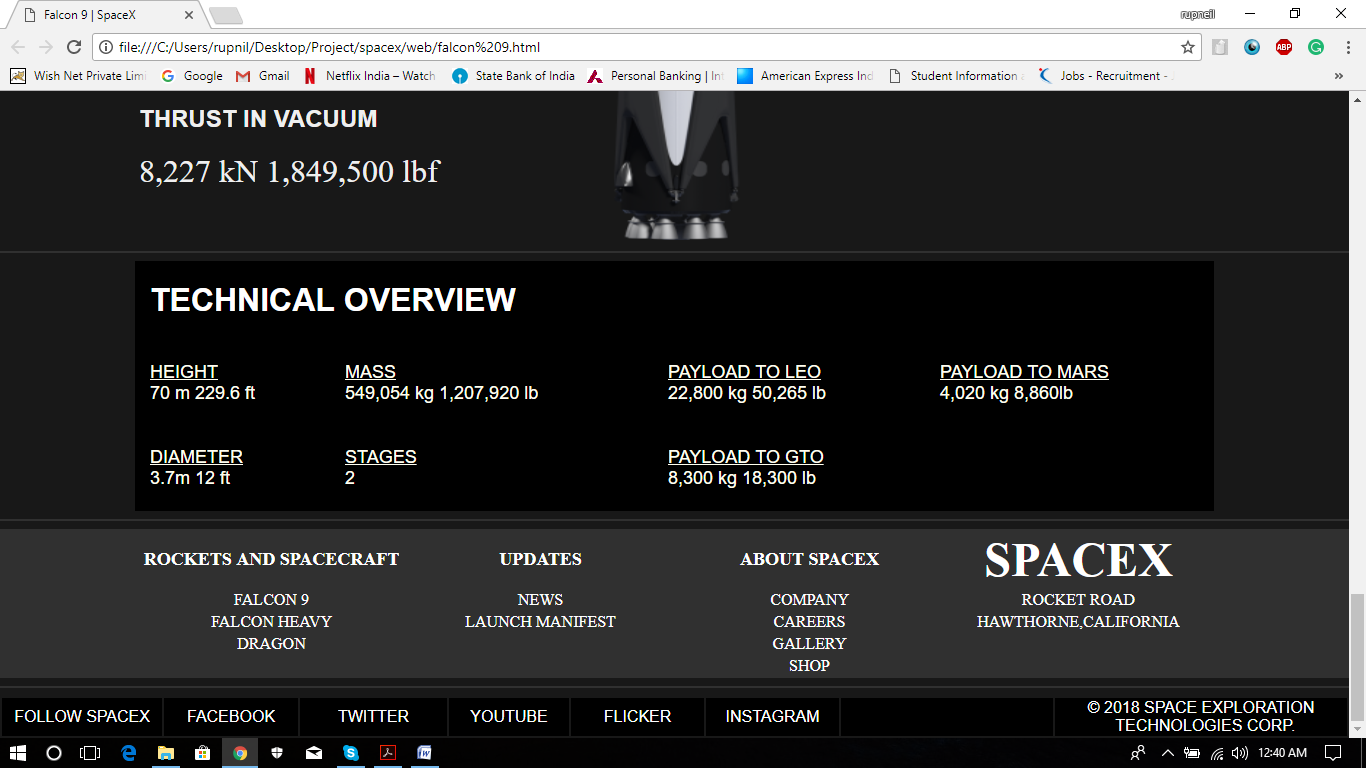 Falcon 9 | SpaceX
rupneil
file:///C:/Users/rupnil/Desktop/Project/spacex/web/falcon%209.html
ABP
Wish Net Private Limi Google Gmail Netflix India – Watch State Bank of India Personal Banking | Int American Express Ind Student Information a Jobs - Recruitment -
THRUST IN VACUUM
8,227 kN 1,849,500 lbf
TECHNICAL OVERVIEW
HEIGHT MASS PAYLOAD TO LEO PAYLOAD TO MARS
70 m 229.6 ft 549,054 kg 1,207,920 lb 22,800 kg 50,265 lb 4,020 kg 8,860lb
DIAMETER STAGES PAYLOAD TO GTO
3.7m 12 ft 2 8,300 kg 18,300 lb
ROCKETS AND SPACECRAFT UPDATES ABOUT SPACEX SPACEX
FALCON 9 NEWS COMPANY ROCKET ROAD
FALCON HEAVY LAUNCH MANIFEST CAREERS HAWTHORNE,CALIFORNIA
DRAGON GALLERY
SHOP
FOLLOW SPACEX FACEBOOK TWITTER YOUTUBE FLICKER INSTAGRAM © 2018 SPACE EXPLORATION
TECHNOLOGIES CORP.
12:40 AM